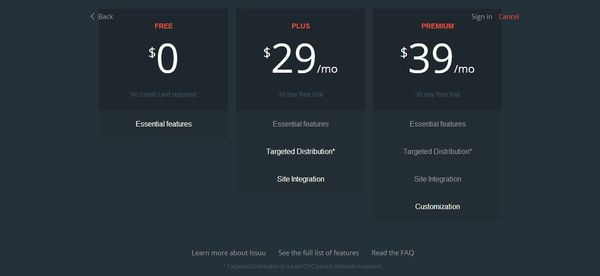 Back
Sign in Cancel
FREE
$0
No credit card required
Essential features
PLUS
$29/mo
30 day free trial
Essential features
Targeted Distribution*
Site Integration
PREMIUM
$39/mo
30 day free trial
Essential features
Targeted Distribution*
Site Integration
Customization
Learn more about Issuu See the full list of features Read the FAQ
* Targeted Distribution is a paid CPC based distribution network